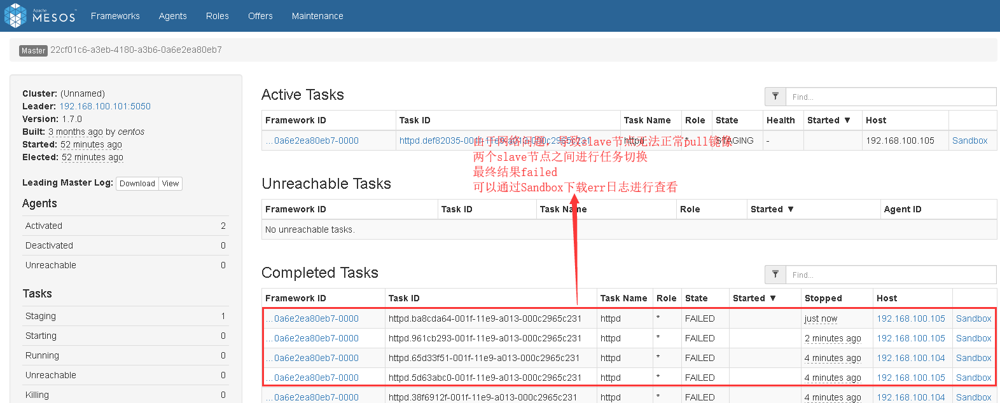 Apache
MESOS™
Frameworks Agents Roles Offers Maintenance
Master 22cf01c6-a3eb-4180-a3b6-0a6e2ea80eb7
Cluster: (Unnamed)
Leader: 192.168.100.101:5050
Version: 1.7.0
Built: 3 months ago by centos
Started: 52 minutes ago
Elected: 52 minutes ago
Leading Master Log: Download View
Agents
Activated 2
Deactivated 0
Unreachable 0
Tasks
Staging 1
Starting 0
Running 0
Unreachable 0
Killing 0
Active Tasks
Find...
Framework ID Task ID Task Name Role State Health Started ▼ Host
…0a6e2ea80eb7-0000 httpd * STAGING - 192.168.100.105 Sandbox
由于网络问题，导致slave节点无法正常pull镜像
两个slave节点之间进行任务切换
最终结果failed
可以通过Sandbox下载err日志进行查看
Unreachable Tasks
Framework ID Task ID Task Name Role Started ▼ Agent ID
No unreachable tasks.
Completed Tasks
Find...
Framework ID Task ID Task Name Role State Started ▼ Stopped Host
…0a6e2ea80eb7-0000 httpd.ba8cda64-001f-11e9-a013-000c2965c231 httpd * FAILED just now 192.168.100.105 Sandbox
…0a6e2ea80eb7-0000 httpd.961cb293-001f-11e9-a013-000c2965c231 httpd * FAILED 2 minutes ago 192.168.100.105 Sandbox
…0a6e2ea80eb7-0000 httpd.65d33f51-001f-11e9-a013-000c2965c231 httpd * FAILED 4 minutes ago 192.168.100.104 Sandbox
…0a6e2ea80eb7-0000 httpd.5d63abc0-001f-11e9-a013-000c2965c231 httpd * FAILED 4 minutes ago 192.168.100.105 Sandbox
…0a6e2ea80eb7-0000 httpd.38f6912f-001f-11e9-a013-000c2965c231 httpd * FAILED 4 minutes ago 192.168.100.104 Sandbox